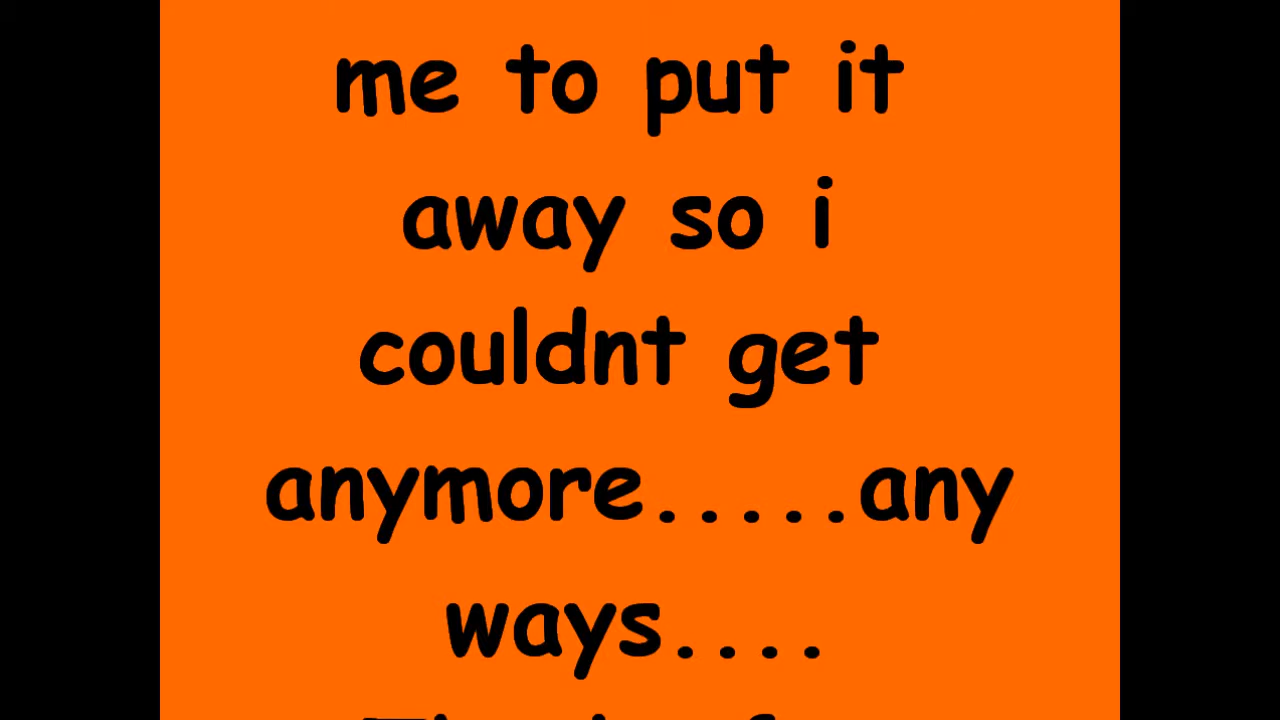 me to put it
away so i
couldnt get
anymore.....any
ways....